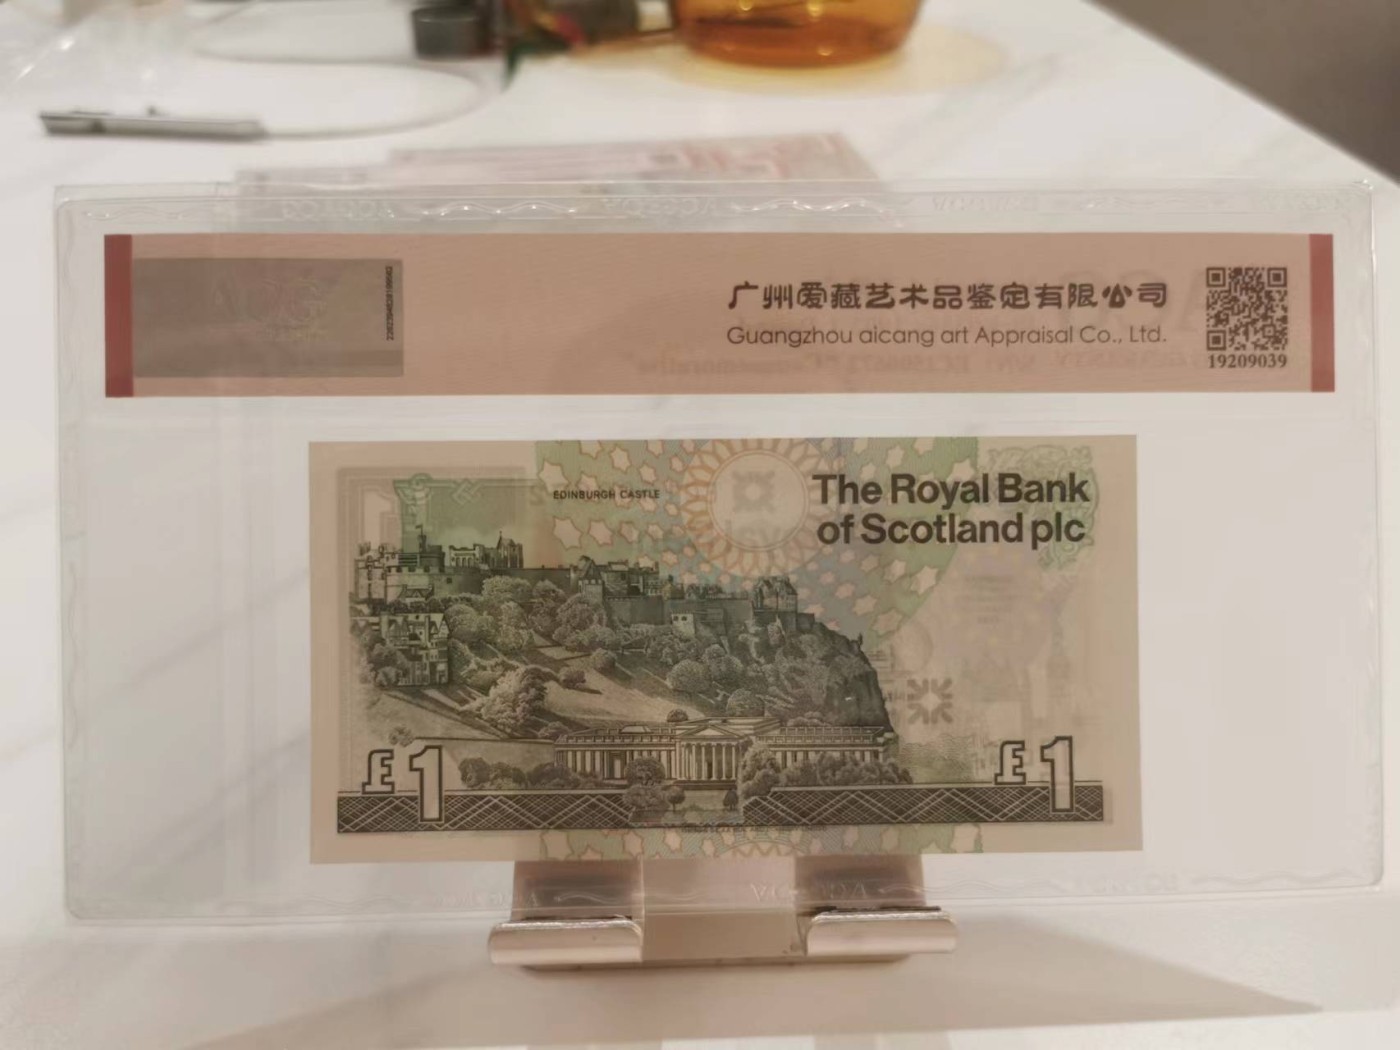 广州爱藏艺术品鉴定有限公司
Guangzhou aicang art Appraisal Co., Ltd.
19209039
EDINBURGH CASTLE
The Royal Bank
of Scotland plc
£1
£1